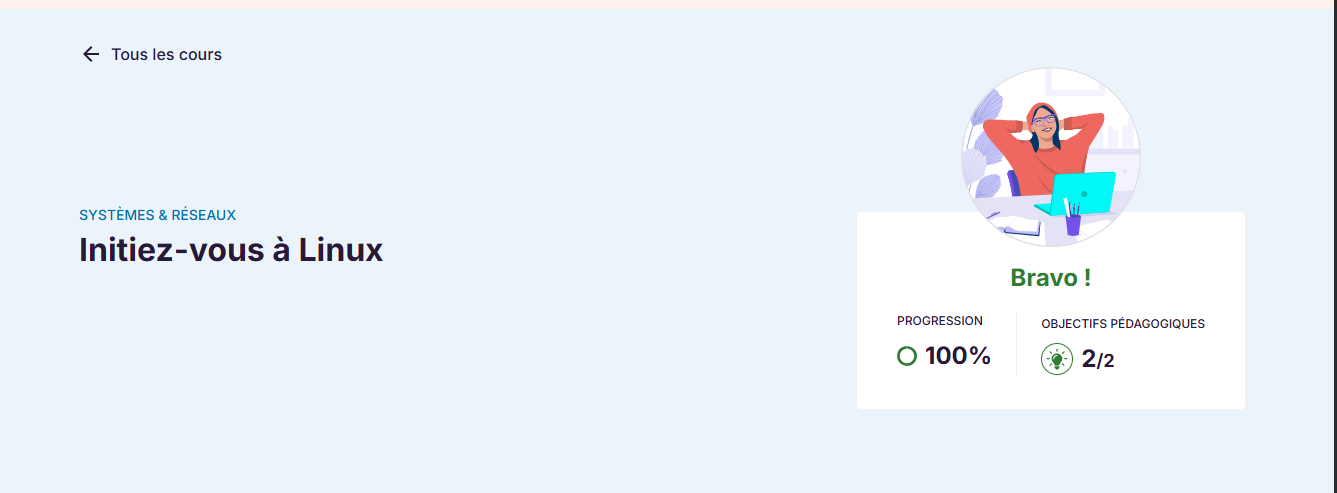 Tous les cours
SYSTÈMES & RÉSEAUX
Initiez-vous à Linux
Bravo !
PROGRESSION
100%
OBJECTIFS PÉDAGOGIQUES
2/2